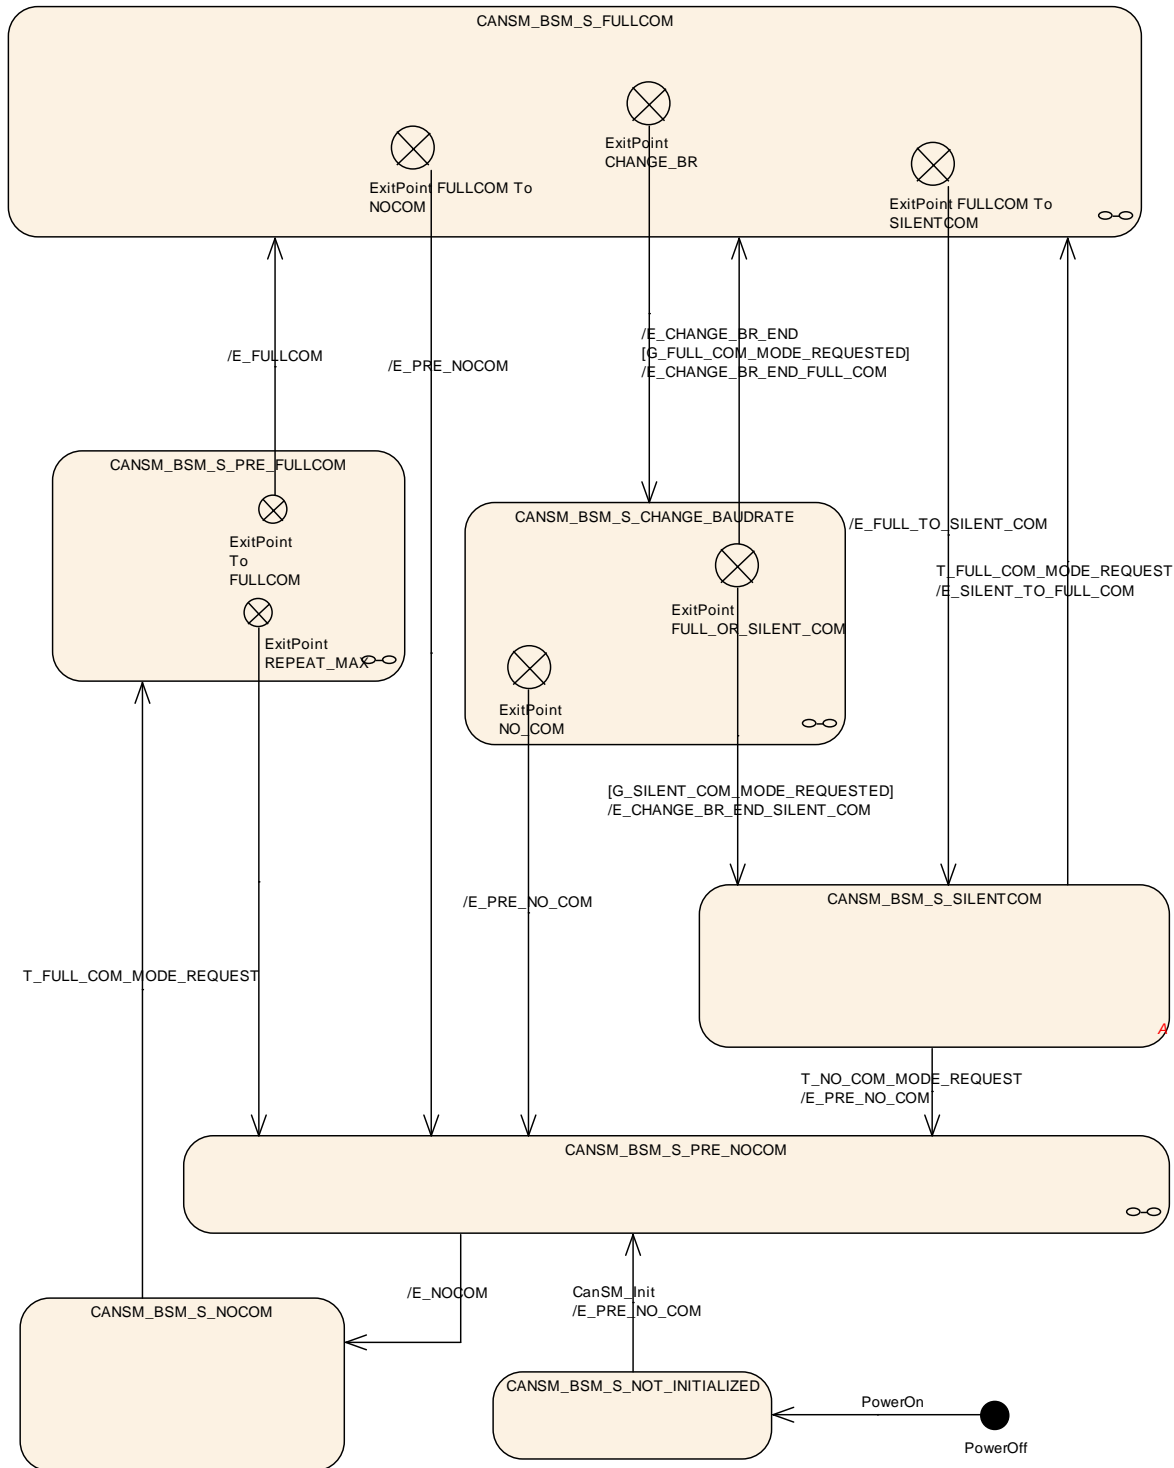 CANSM_BSM_S_FULLCOM
ExitPoint
CHANGE_BR
ExitPoint FULLCOM To
NOCOM
ExitPoint FULLCOM To
SILENTCOM
/E_FULLCOM
/E_PRE_NOCOM
/E_CHANGE_BR_END
[G_FULL_COM_MODE_REQUESTED]
/E_CHANGE_BR_END_FULL_COM
CANSM_BSM_S_PRE_FULLCOM
ExitPoint
To
FULLCOM
ExitPoint
REPEAT_MAX
CANSM_BSM_S_CHANGE_BAUDRATE
ExitPoint
FULL_OR_SILENT_COM
ExitPoint
NO_COM
/E_FULL_TO_SILENT_COM
T_FULL_COM_MODE_REQUEST
/E_SILENT_TO_FULL_COM
[G_SILENT_COM_MODE_REQUESTED]
/E_CHANGE_BR_END_SILENT_COM
/E_PRE_NO_COM
CANSM_BSM_S_SILENTCOM
A
T_FULL_COM_MODE_REQUEST
T_NO_COM_MODE_REQUEST
/E_PRE_NO_COM
CANSM_BSM_S_PRE_NOCOM
/E_NOCOM
CanSM_Init
/E_PRE_NO_COM
CANSM_BSM_S_NOCOM
CANSM_BSM_S_NOT_INITIALIZED
PowerOn
PowerOff